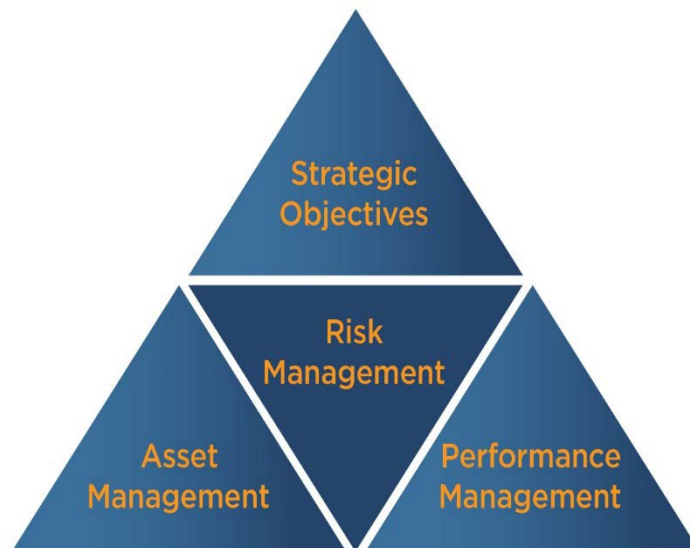 Strategic
Objectives
Risk
Management
Asset
Management
Performance
Management